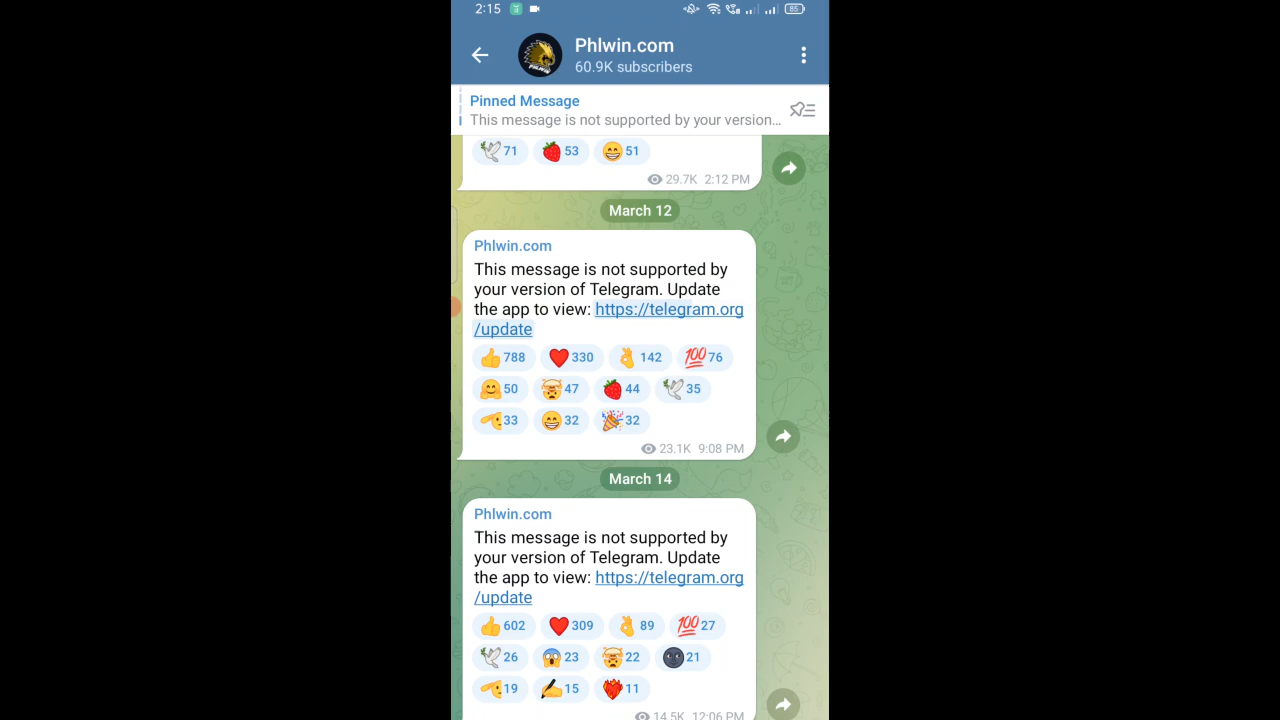 2:15
85
Phlwin.com
60.9K subscribers
PHLWIN
Pinned Message
This message is not supported by your version...
🕊 71 🍓 53 😁 51
29.7K 2:12 PM
March 12
Phlwin.com
This message is not supported by
your version of Telegram. Update
the app to view: https://telegram.org
/update
👍 788 ❤️ 330 👌 142 💯 76
🤗 50 🤯 47 🍓 44 🕊 35
33 😁 32 🎉 32
23.1K 9:08 PM
March 14
Phlwin.com
This message is not supported by
your version of Telegram. Update
the app to view: https://telegram.org
/update
👍 602 ❤️ 309 👌 89 💯 27
🕊 26 😱 23 🤯 22 🌚 21
19 ✍️ 15 ❤️‍🔥 11
14.5K 12:06 PM